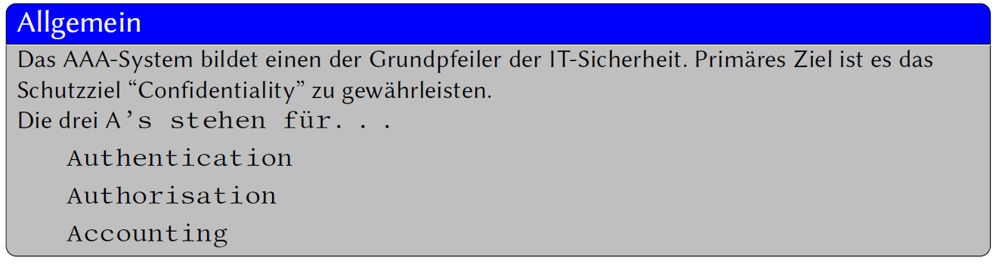 Allgemein
Das AAA-System bildet einen der Grundpfeiler der IT-Sicherheit. Primäres Ziel ist es das
Schutzziel “Confidentiality” zu gewährleisten.
Die drei A’s stehen für. . .
Authentication
Authorisation
Accounting